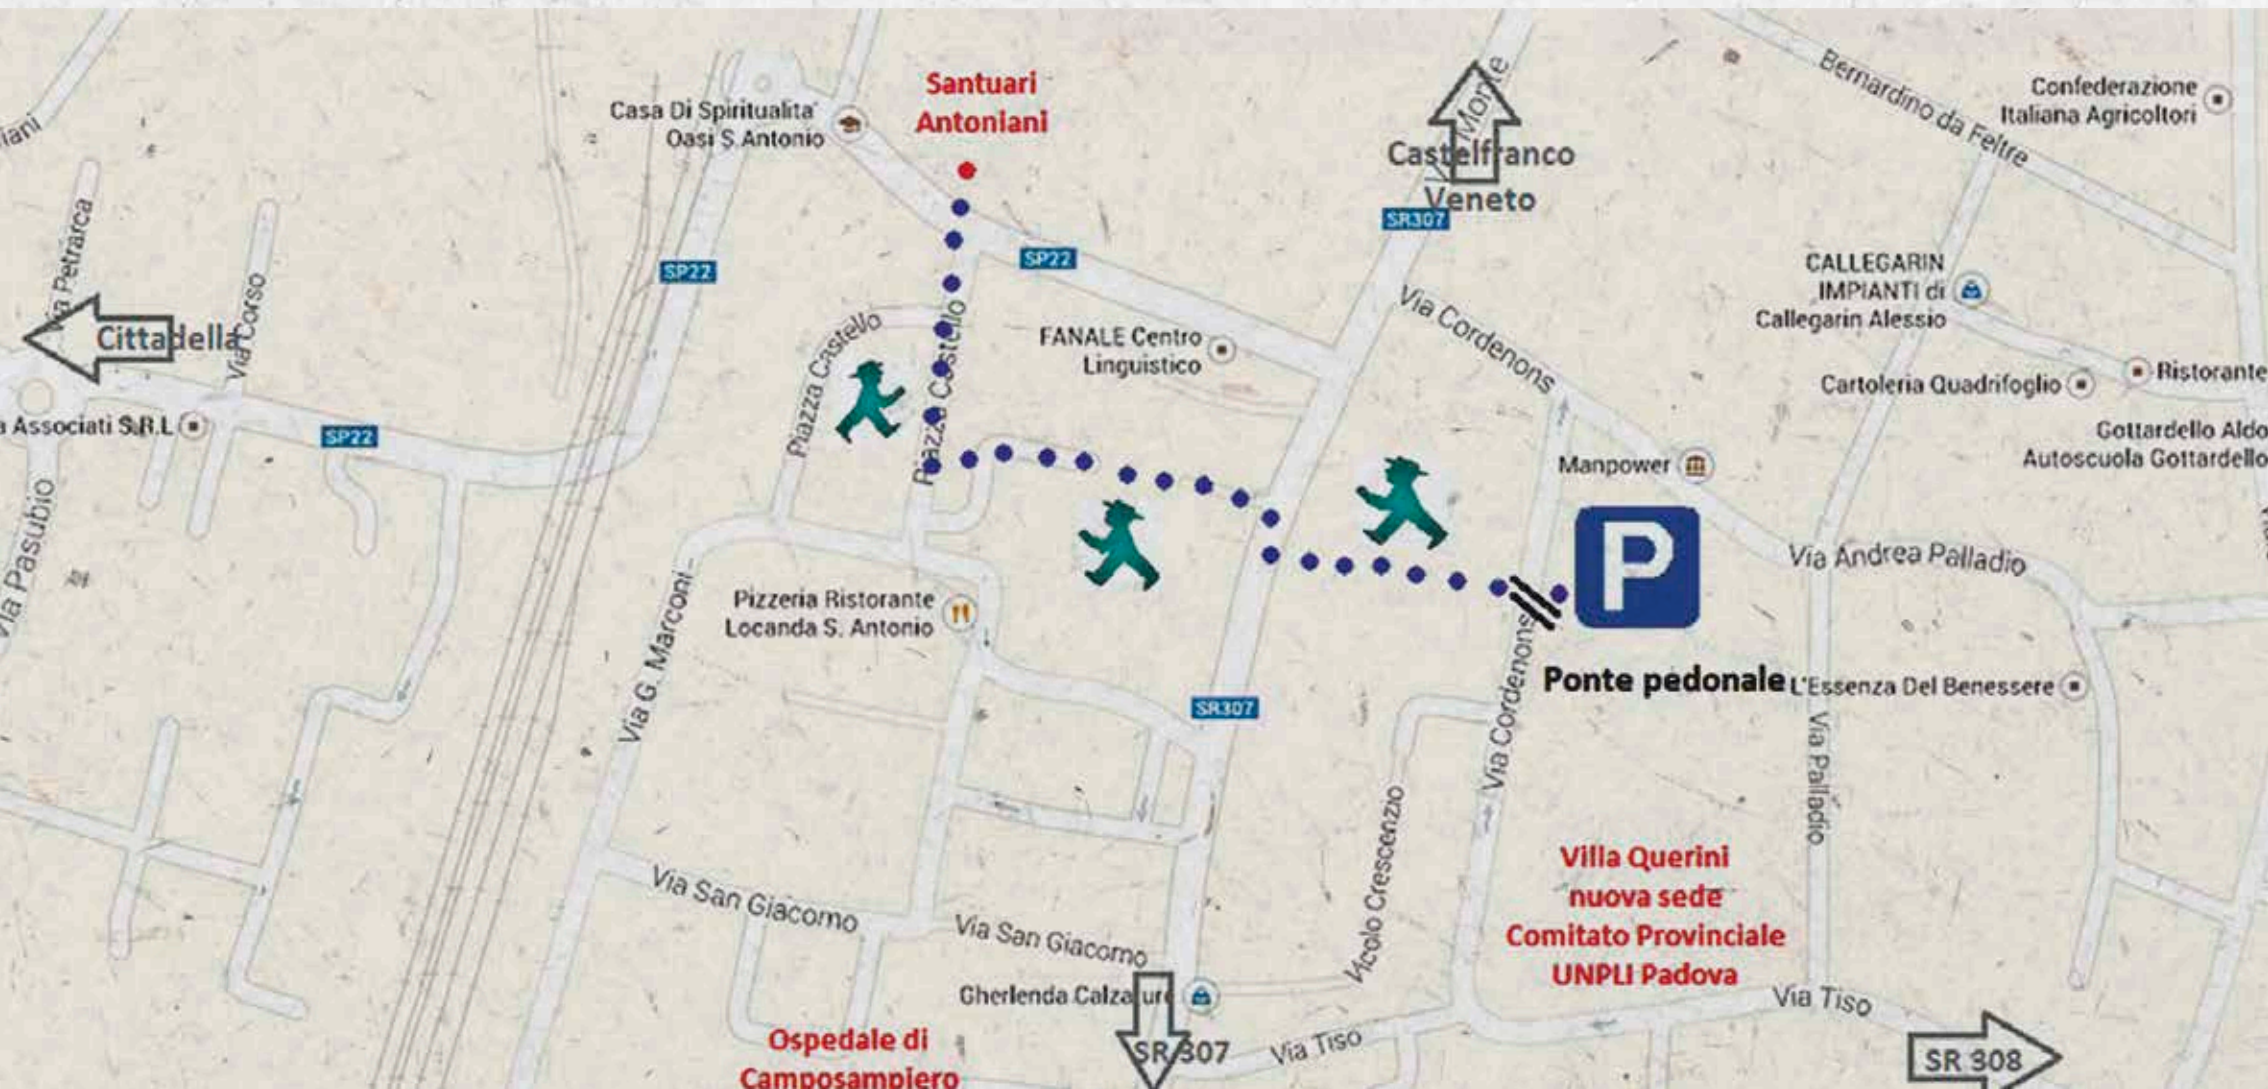 Santuari
Antoniani
Casa Di Spiritualita'
Oasi S.Antonio
Castelfranco
Veneto
SR307
Bernardino da Feltre
Confederazione
Italiana Agricoltori
iani
Via Petrarca
Via Corso
Cittadella
SP22
SP22
SP22
Piazza Castello
Piazza Castello
FANALE Centro
Linguistico
Via Cordenons
CALLEGARIN
IMPIANTI di
Callegarin Alessio
Cartoleria Quadrifoglio
Ristorante
a Associati S.R.L
Gottardello Aldo
Autoscuola Gottardello
Manpower
P
Via Andrea Palladio
Via Pasubio
Via G. Marconi
Pizzeria Ristorante
Locanda S. Antonio
Ponte pedonale
L'Essenza Del Benessere
SR307
Via Cordenons
Via Palladio
Vicolo Crescenzio
Via San Giacomo
Via San Giacomo
Villa Querini
nuova sede
Comitato Provinciale
UNPLI Padova
Gherlenda Calzature
Via Tiso
Via Tiso
SR 307
SR 308
Ospedale di
Camposampiero